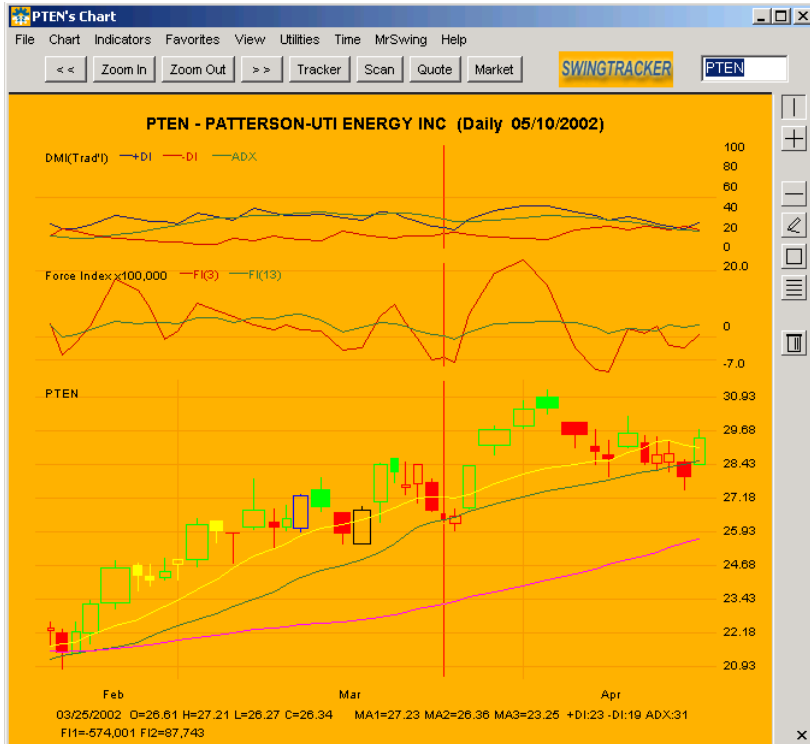 PTEN's Chart
File Chart Indicators Favorites View Utilities Time MrSwing Help
<< Zoom In Zoom Out >> Tracker Scan Quote Market SWINGTRACKER PTEN
PTEN - PATTERSON-UTI ENERGY INC (Daily 05/10/2002)
DMI(Trad'l) +DI -DI ADX
100
80
60
40
20
0
Force Index x100,000 FI(3) FI(13)
20.0
0
-7.0
PTEN
30.93
29.68
28.43
27.18
25.93
24.68
23.43
22.18
20.93
Feb Mar Apr
03/25/2002 O=26.61 H=27.21 L=26.27 C=26.34 MA1=27.23 MA2=26.36 MA3=23.25 +DI:23 -DI:19 ADX:31
FI1=-574,001 FI2=87,743